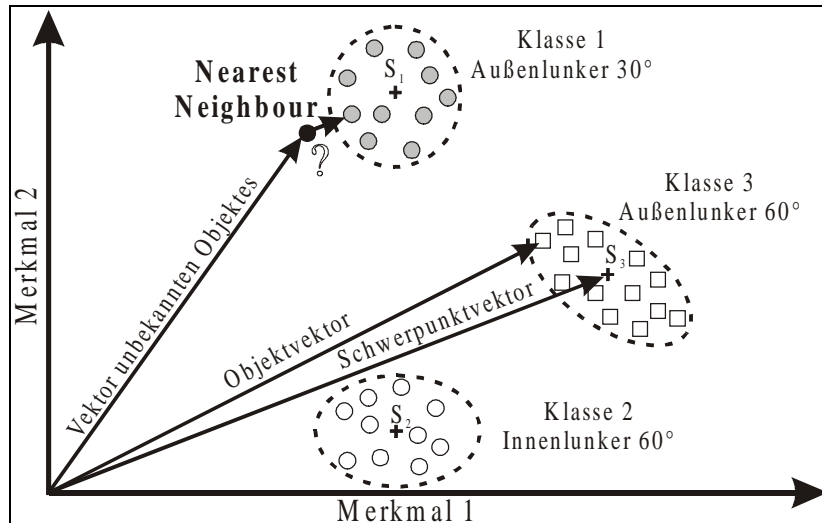 Klasse 1
Außenlunker 30°
Nearest
Neighbour
S₁
?
Klasse 3
Außenlunker 60°
S₃
Merkmal 2
Vektor unbekannten Objektes
Objektvektor
Schwerpunktvektor
Klasse 2
Innenlunker 60°
S₂
Merkmal 1